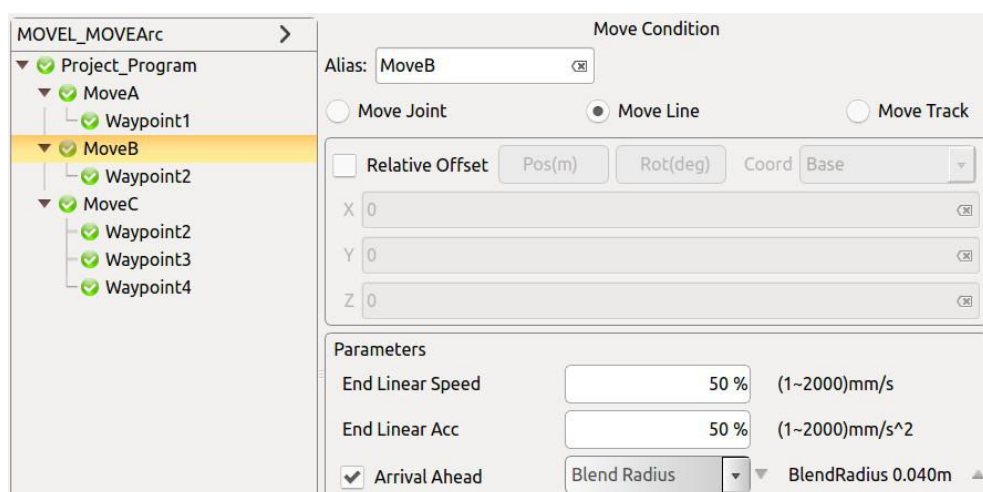 MOVEL_MOVEArc
Project_Program
MoveA
Waypoint1
MoveB
Waypoint2
MoveC
Waypoint2
Waypoint3
Waypoint4
Move Condition
Alias: MoveB
Move Joint Move Line Move Track
Relative Offset Pos(m) Rot(deg) Coord Base
X 0
Y 0
Z 0
Parameters
End Linear Speed 50 % (1~2000)mm/s
End Linear Acc 50 % (1~2000)mm/s^2
Arrival Ahead Blend Radius BlendRadius 0.040m